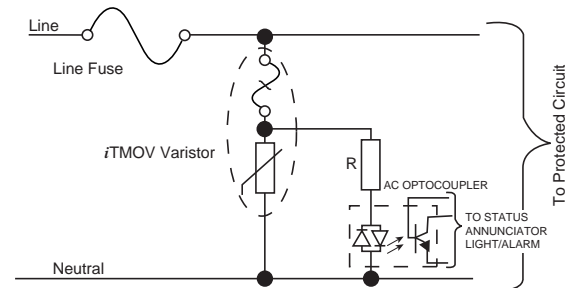 Line
Line Fuse
iTMOV Varistor
R
AC OPTOCOUPLER
TO STATUS
ANNUNCIATOR
LIGHT/ALARM
To Protected Circuit
Neutral